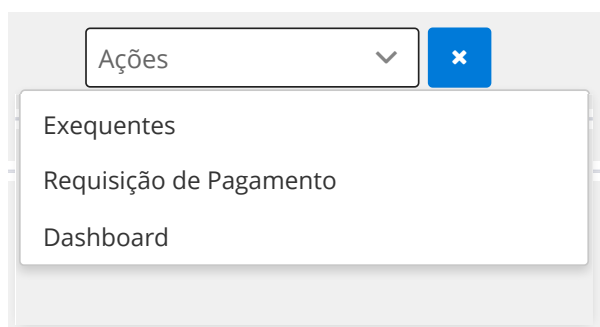 Ações
Exequentes
Requisição de Pagamento
Dashboard